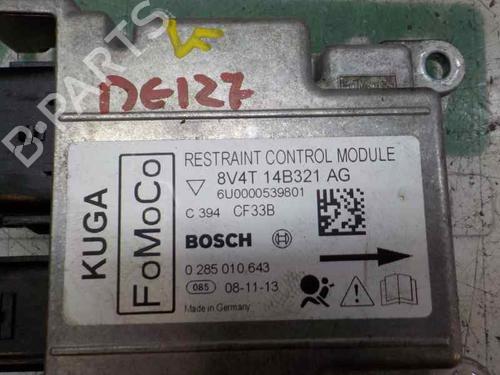 B-PARTS
DE127
KUGA
FoMoCo
RESTRAINT CONTROL MODULE
8V4T 14B321 AG
6U0000539801
C 394 CF33B
BOSCH
0 285 010 643
085 08-11-13
Made in Germany